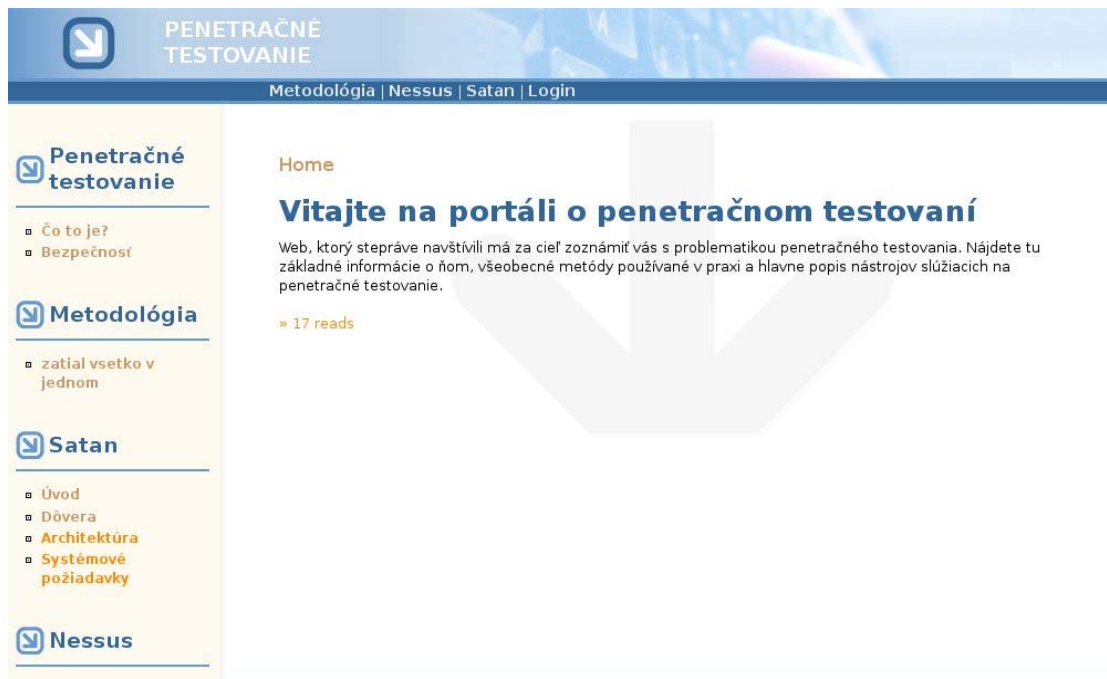 PENETRAČNÉ
TESTOVANIE
Metodológia | Nessus | Satan | Login
Penetračné
testovanie
Čo to je?
Bezpečnosť
Metodológia
zatial vsetko v
jednom
Satan
Úvod
Dôvera
Architektúra
Systémové
požiadavky
Nessus
Home
Vitajte na portáli o penetračnom testovaní
Web, ktorý stepráve navštívili má za cieľ zoznámiť vás s problematikou penetračného testovania. Nájdete tu
základné informácie o ňom, všeobecné metódy používané v praxi a hlavne popis nástrojov slúžiacich na
penetračné testovanie.
» 17 reads